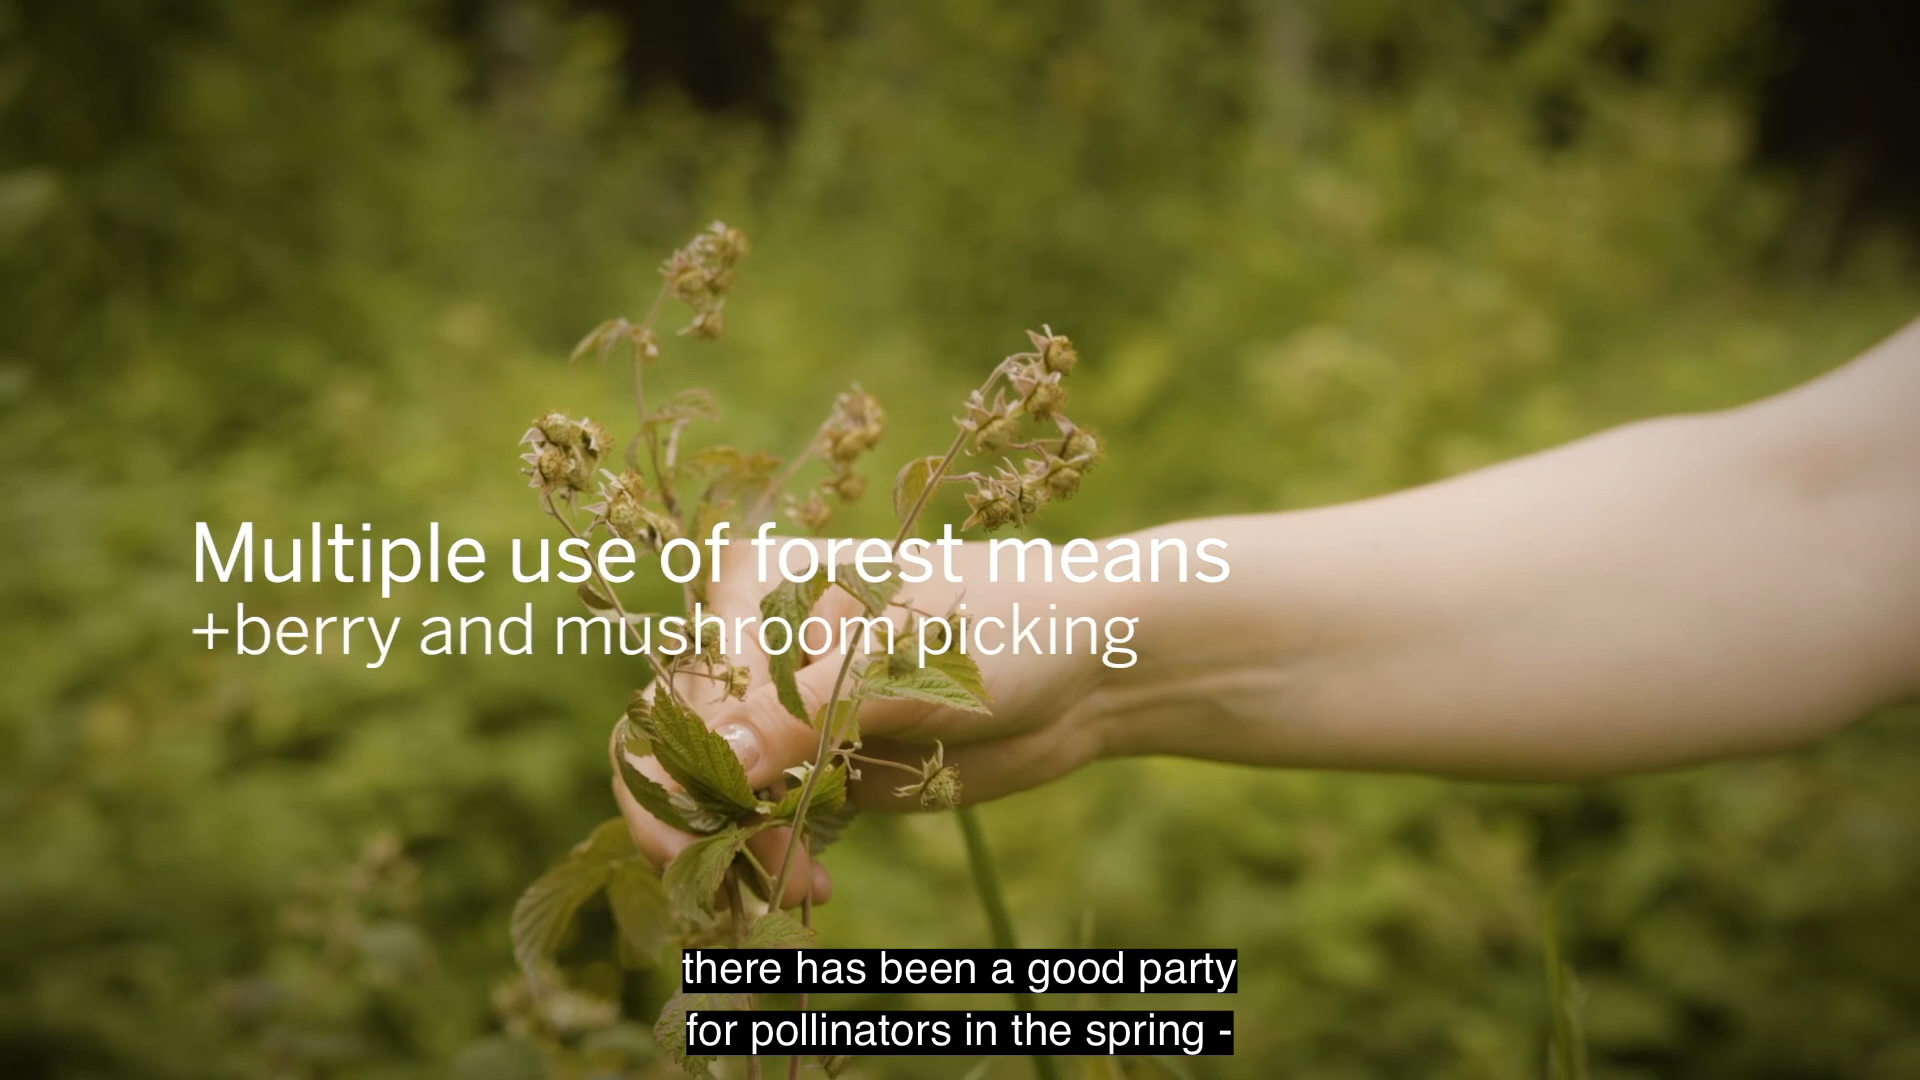 Multiple use of forest means
+berry and mushroom picking
there has been a good party
for pollinators in the spring -